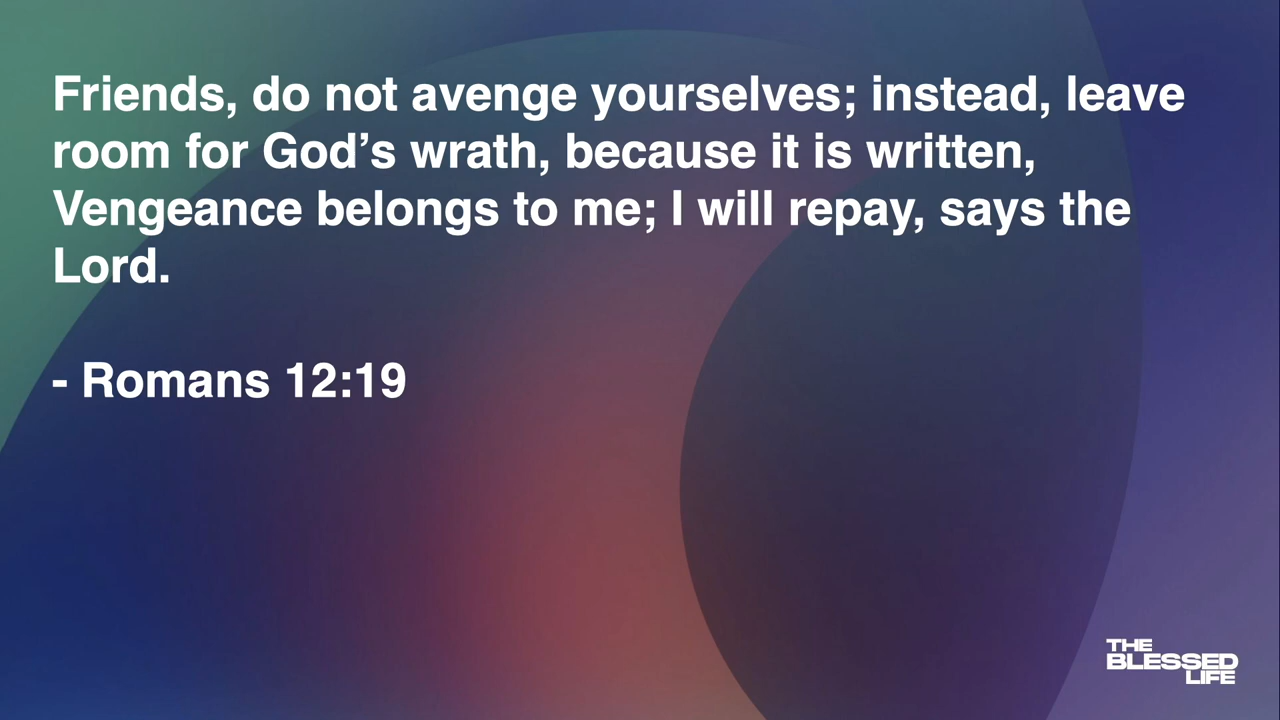 Friends, do not avenge yourselves; instead, leave
room for God’s wrath, because it is written,
Vengeance belongs to me; I will repay, says the
Lord.
- Romans 12:19
THE
BLESSED
LIFE